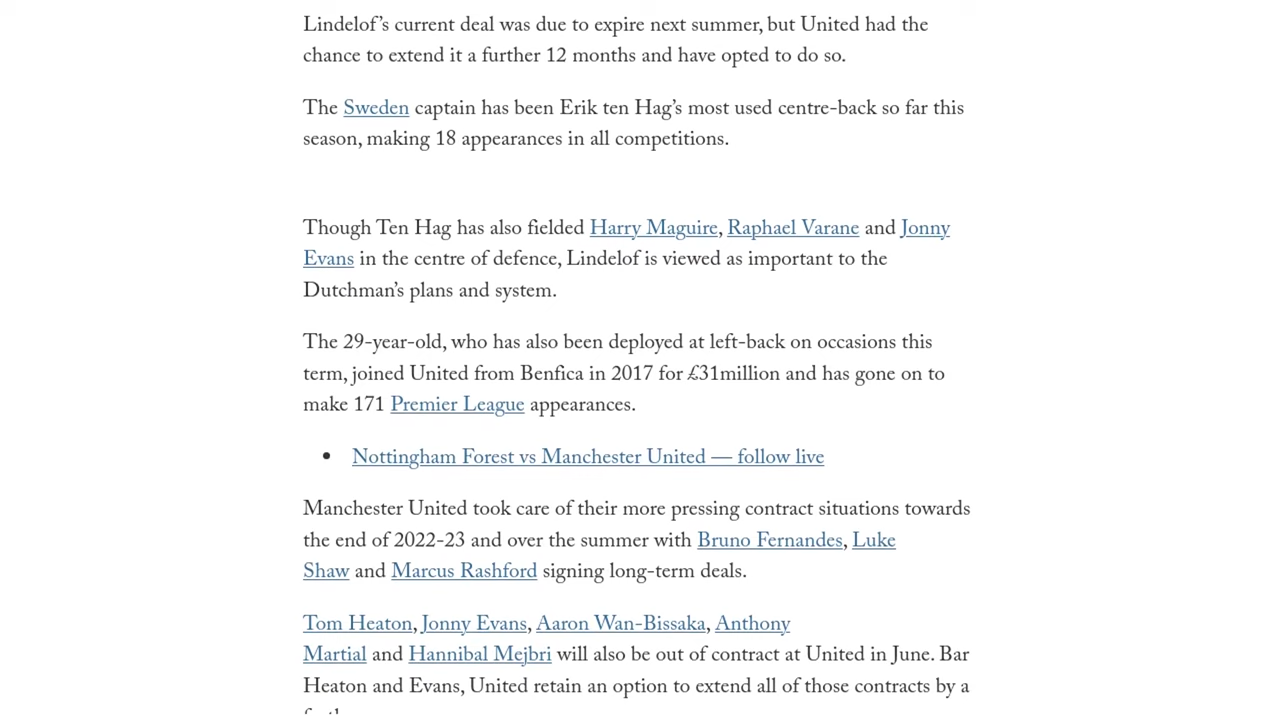 Lindelof's current deal was due to expire next summer, but United had the
chance to extend it a further 12 months and have opted to do so.
The Sweden captain has been Erik ten Hag's most used centre-back so far this
season, making 18 appearances in all competitions.
Though Ten Hag has also fielded Harry Maguire, Raphael Varane and Jonny
Evans in the centre of defence, Lindelof is viewed as important to the
Dutchman's plans and system.
The 29-year-old, who has also been deployed at left-back on occasions this
term, joined United from Benfica in 2017 for £31million and has gone on to
make 171 Premier League appearances.
• Nottingham Forest vs Manchester United — follow live
Manchester United took care of their more pressing contract situations towards
the end of 2022-23 and over the summer with Bruno Fernandes, Luke
Shaw and Marcus Rashford signing long-term deals.
Tom Heaton, Jonny Evans, Aaron Wan-Bissaka, Anthony
Martial and Hannibal Mejbri will also be out of contract at United in June. Bar
Heaton and Evans, United retain an option to extend all of those contracts by a